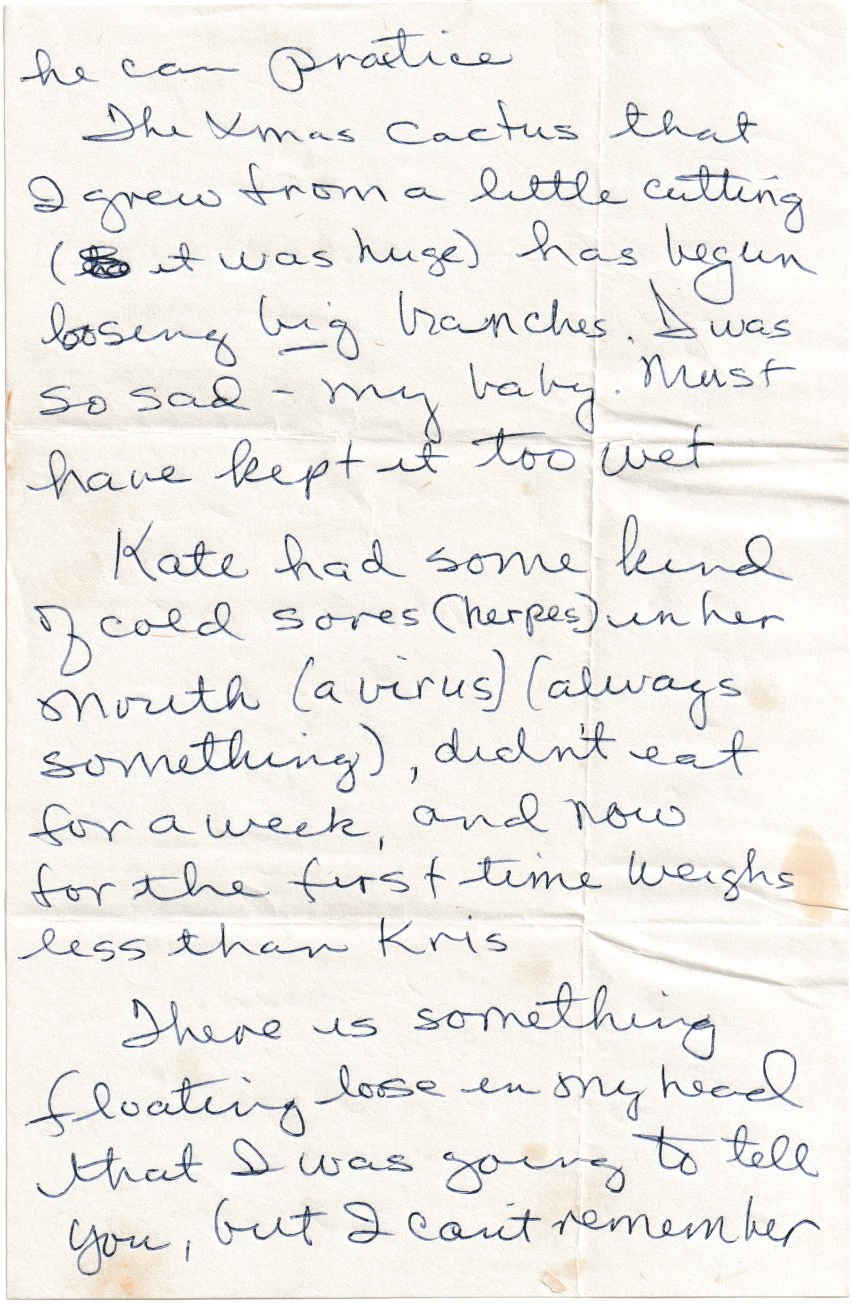 he can practice
The Xmas cactus that
I grew from a little cutting
( it was huge) has begun
loosing big branches. I was
so sad - my baby. Must
have kept it too wet
Kate had some kind
of cold sores (herpes) in her
mouth (a virus) (always
something), didn't eat
for a week, and now
for the first time weighs
less than Kris
There is something
floating loose in my head
that I was going to tell
you, but I can't remember